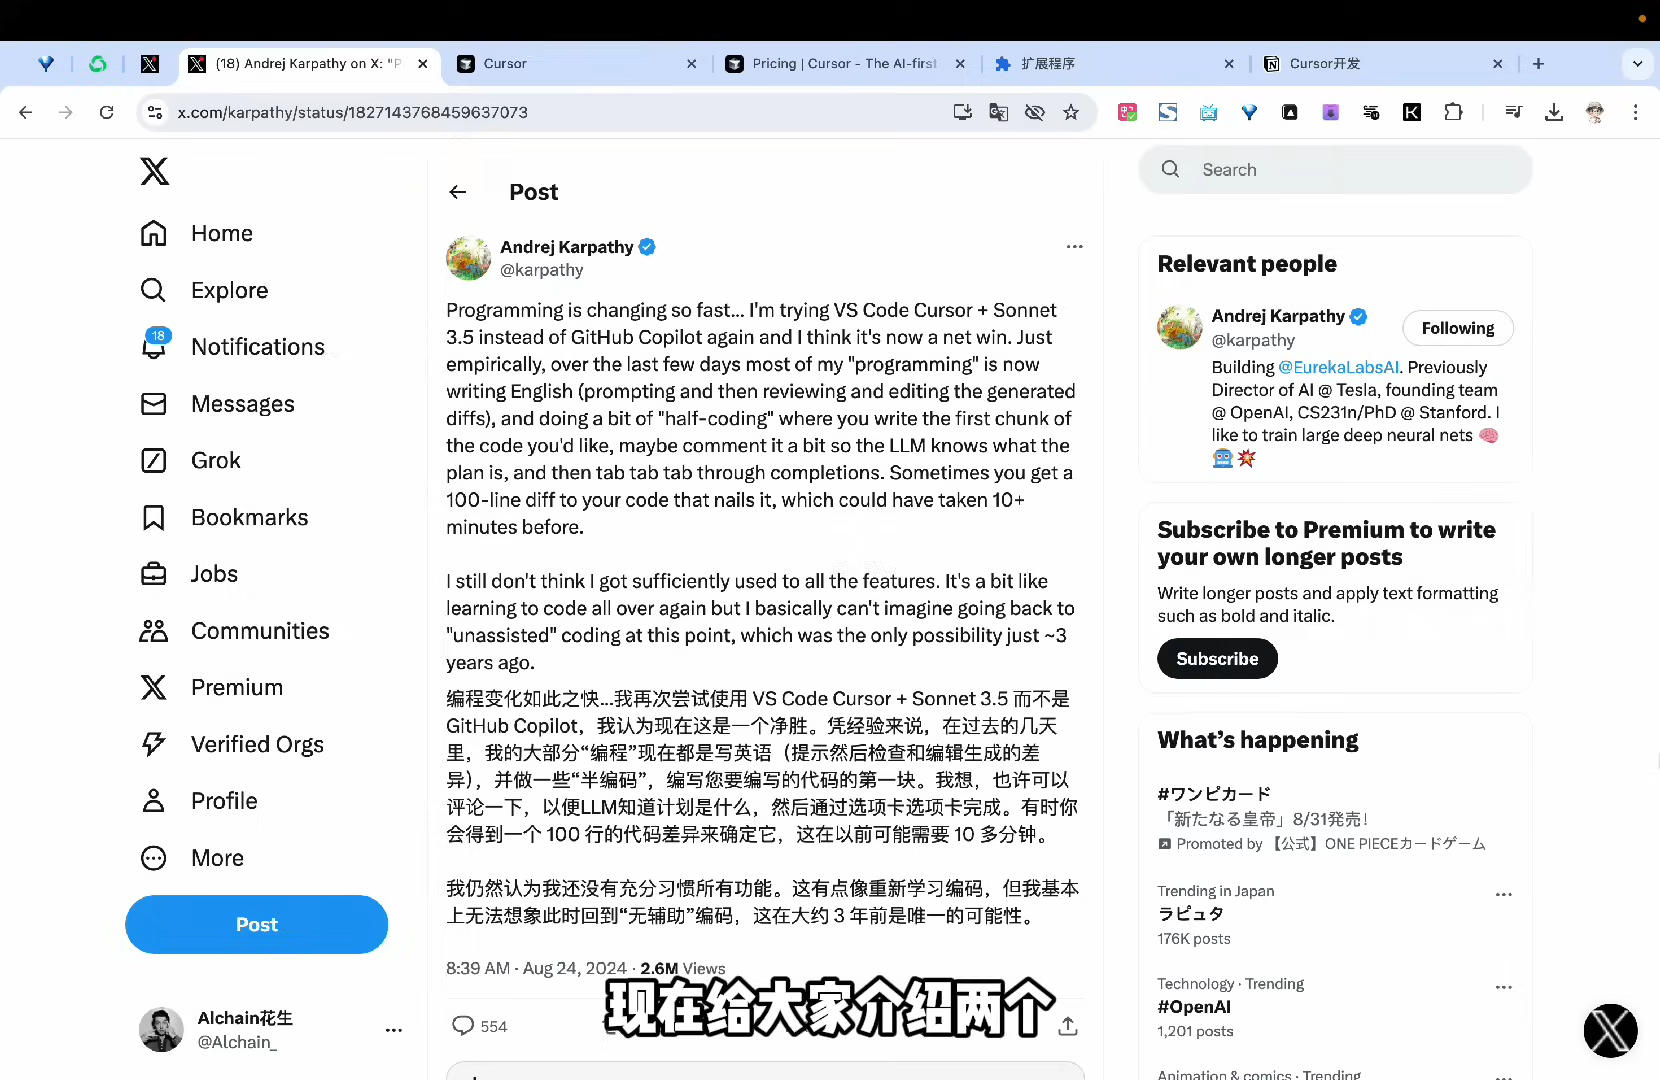 (18) Andrej Karpathy on X: "P
Cursor
Pricing | Cursor - The AI-first
扩展程序
Cursor开发
x.com/karpathy/status/1827143768459637073
Home
Explore
18
Notifications
Messages
Grok
Bookmarks
Jobs
Communities
Premium
Verified Orgs
Profile
More
Post
Alchain花生
@Alchain_
Post
Andrej Karpathy
@karpathy
Programming is changing so fast... I'm trying VS Code Cursor + Sonnet
3.5 instead of GitHub Copilot again and I think it's now a net win. Just
empirically, over the last few days most of my "programming" is now
writing English (prompting and then reviewing and editing the generated
diffs), and doing a bit of "half-coding" where you write the first chunk of
the code you'd like, maybe comment it a bit so the LLM knows what the
plan is, and then tab tab tab through completions. Sometimes you get a
100-line diff to your code that nails it, which could have taken 10+
minutes before.
I still don't think I got sufficiently used to all the features. It's a bit like
learning to code all over again but I basically can't imagine going back to
"unassisted" coding at this point, which was the only possibility just ~3
years ago.
编程变化如此之快...我再次尝试使用 VS Code Cursor + Sonnet 3.5 而不是
GitHub Copilot，我认为现在这是一个净胜。凭经验来说，在过去的几天
里，我的大部分“编程”现在都是写英语（提示然后检查和编辑生成的差
异），并做一些“半编码”，编写您要编写的代码的第一块。我想，也许可以
评论一下，以便LLM知道计划是什么，然后通过选项卡选项卡完成。有时你
会得到一个 100 行的代码差异来确定它，这在以前可能需要 10 多分钟。
我仍然认为我还没有充分习惯所有功能。这有点像重新学习编码，但我基本
上无法想象此时回到“无辅助”编码，这在大约 3 年前是唯一的可能性。
8:39 AM · Aug 24, 2024 · 2.6M Views
现在给大家介绍两个
554
Search
Relevant people
Andrej Karpathy
@karpathy
Following
Building @EurekaLabsAI. Previously
Director of AI @ Tesla, founding team
@ OpenAI, CS231n/PhD @ Stanford. I
like to train large deep neural nets 🧠
🤖💥
Subscribe to Premium to write
your own longer posts
Write longer posts and apply text formatting
such as bold and italic.
Subscribe
What's happening
#ワンピカード
「新たなる皇帝」8/31発売！
Promoted by 【公式】ONE PIECEカードゲーム
Trending in Japan
ラピュタ
176K posts
Technology · Trending
#OpenAI
1,201 posts
Animation & comics · Trending